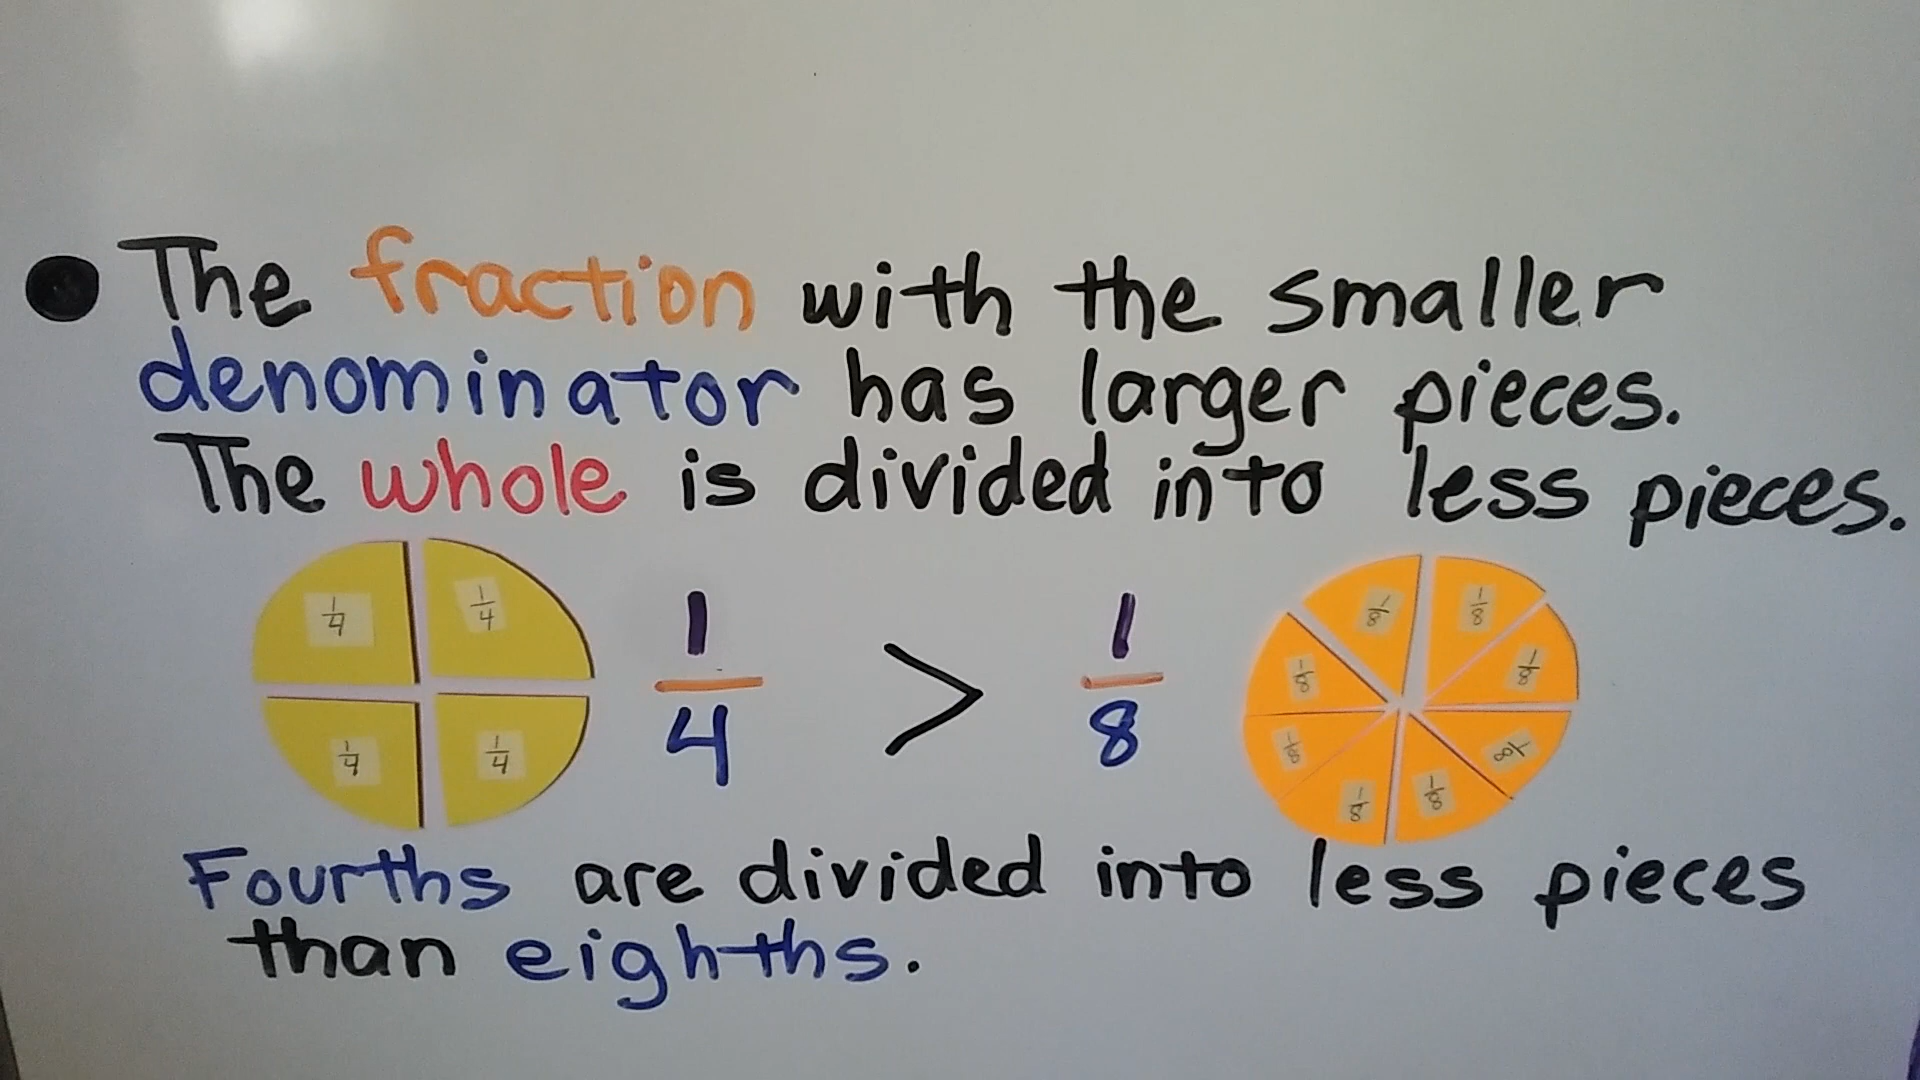 The fraction with the smaller
denominator has larger pieces.
The whole is divided into less pieces.
1/4 1/4
1/4 1/4
1/4 > 1/8
1/8 1/8
1/8 1/8
1/8 1/8
1/8 1/8
Fourths are divided into less pieces
than eighths.